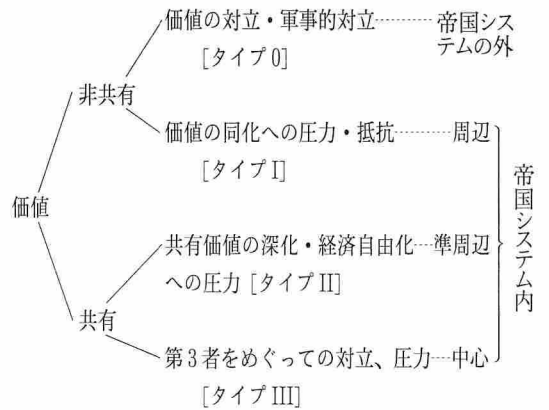 価値の対立・軍事的対立
帝国システムの外
[タイプ0]
非共有
価値の同化への圧力・抵抗
周辺
[タイプI]
価値
帝国システム内
共有価値の深化・経済自由化
準周辺
への圧力 [タイプII]
共有
第3者をめぐっての対立、圧力
中心
[タイプIII]